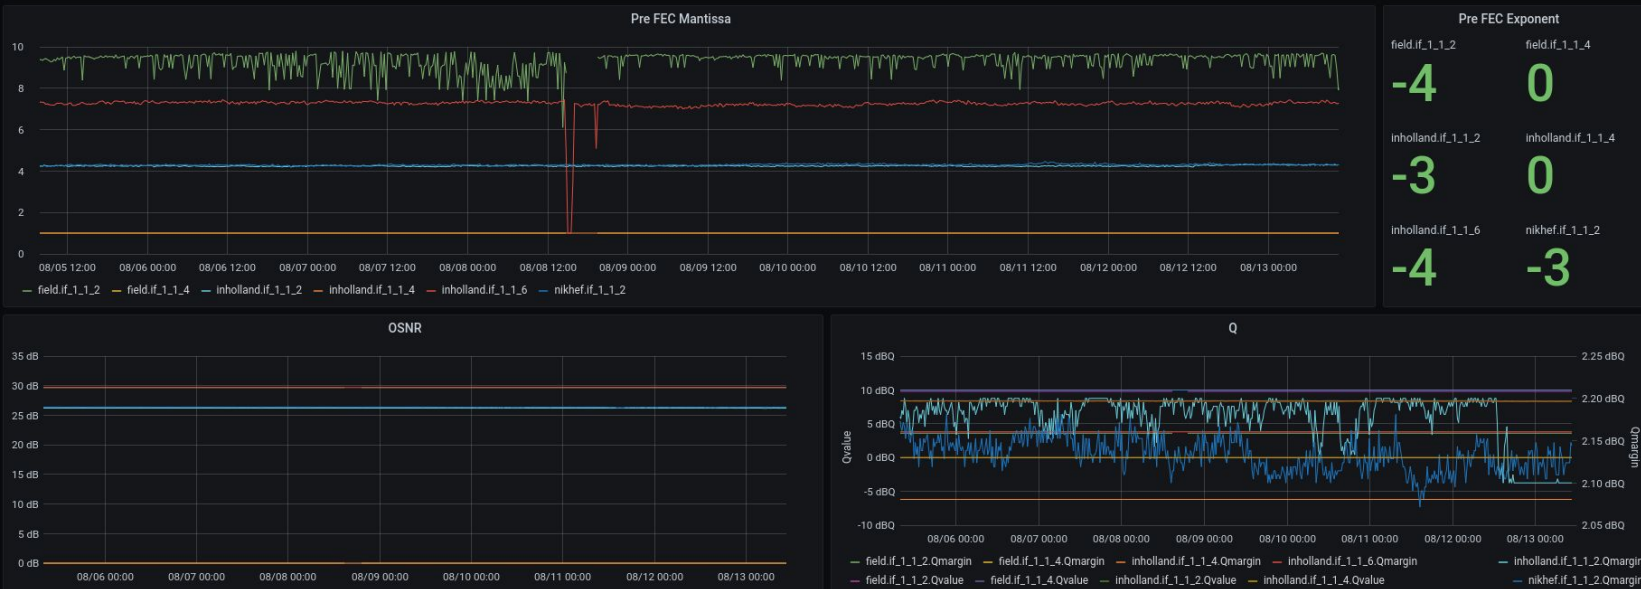 Pre FEC Mantissa
10
8
6
4
2
0
08/05 12:00 08/06 00:00 08/06 12:00 08/07 00:00 08/07 12:00 08/08 00:00 08/08 12:00 08/09 00:00 08/09 12:00 08/10 00:00 08/10 12:00 08/11 00:00 08/11 12:00 08/12 00:00 08/12 12:00 08/13 00:00
field.if_1_1_2 field.if_1_1_4 inholland.if_1_1_2 inholland.if_1_1_4 inholland.if_1_1_6 nikhef.if_1_1_2
Pre FEC Exponent
field.if_1_1_2 field.if_1_1_4
-4 0
inholland.if_1_1_2 inholland.if_1_1_4
-3 0
inholland.if_1_1_6 nikhef.if_1_1_2
-4 -3
OSNR
35 dB
30 dB
25 dB
20 dB
15 dB
10 dB
5 dB
0 dB
08/06 00:00 08/07 00:00 08/08 00:00 08/09 00:00 08/10 00:00 08/11 00:00 08/12 00:00 08/13 00:00
Q
Qvalue
15 dBQ
10 dBQ
5 dBQ
0 dBQ
-5 dBQ
-10 dBQ
2.25 dBQ
2.20 dBQ
2.15 dBQ
2.10 dBQ
2.05 dBQ
Qmargin
08/06 00:00 08/07 00:00 08/08 00:00 08/09 00:00 08/10 00:00 08/11 00:00 08/12 00:00 08/13 00:00
field.if_1_1_2.Qmargin field.if_1_1_4.Qmargin inholland.if_1_1_4.Qmargin inholland.if_1_1_6.Qmargin inholland.if_1_1_2.Qmargin
field.if_1_1_2.Qvalue field.if_1_1_4.Qvalue inholland.if_1_1_2.Qvalue inholland.if_1_1_4.Qvalue nikhef.if_1_1_2.Qmargin